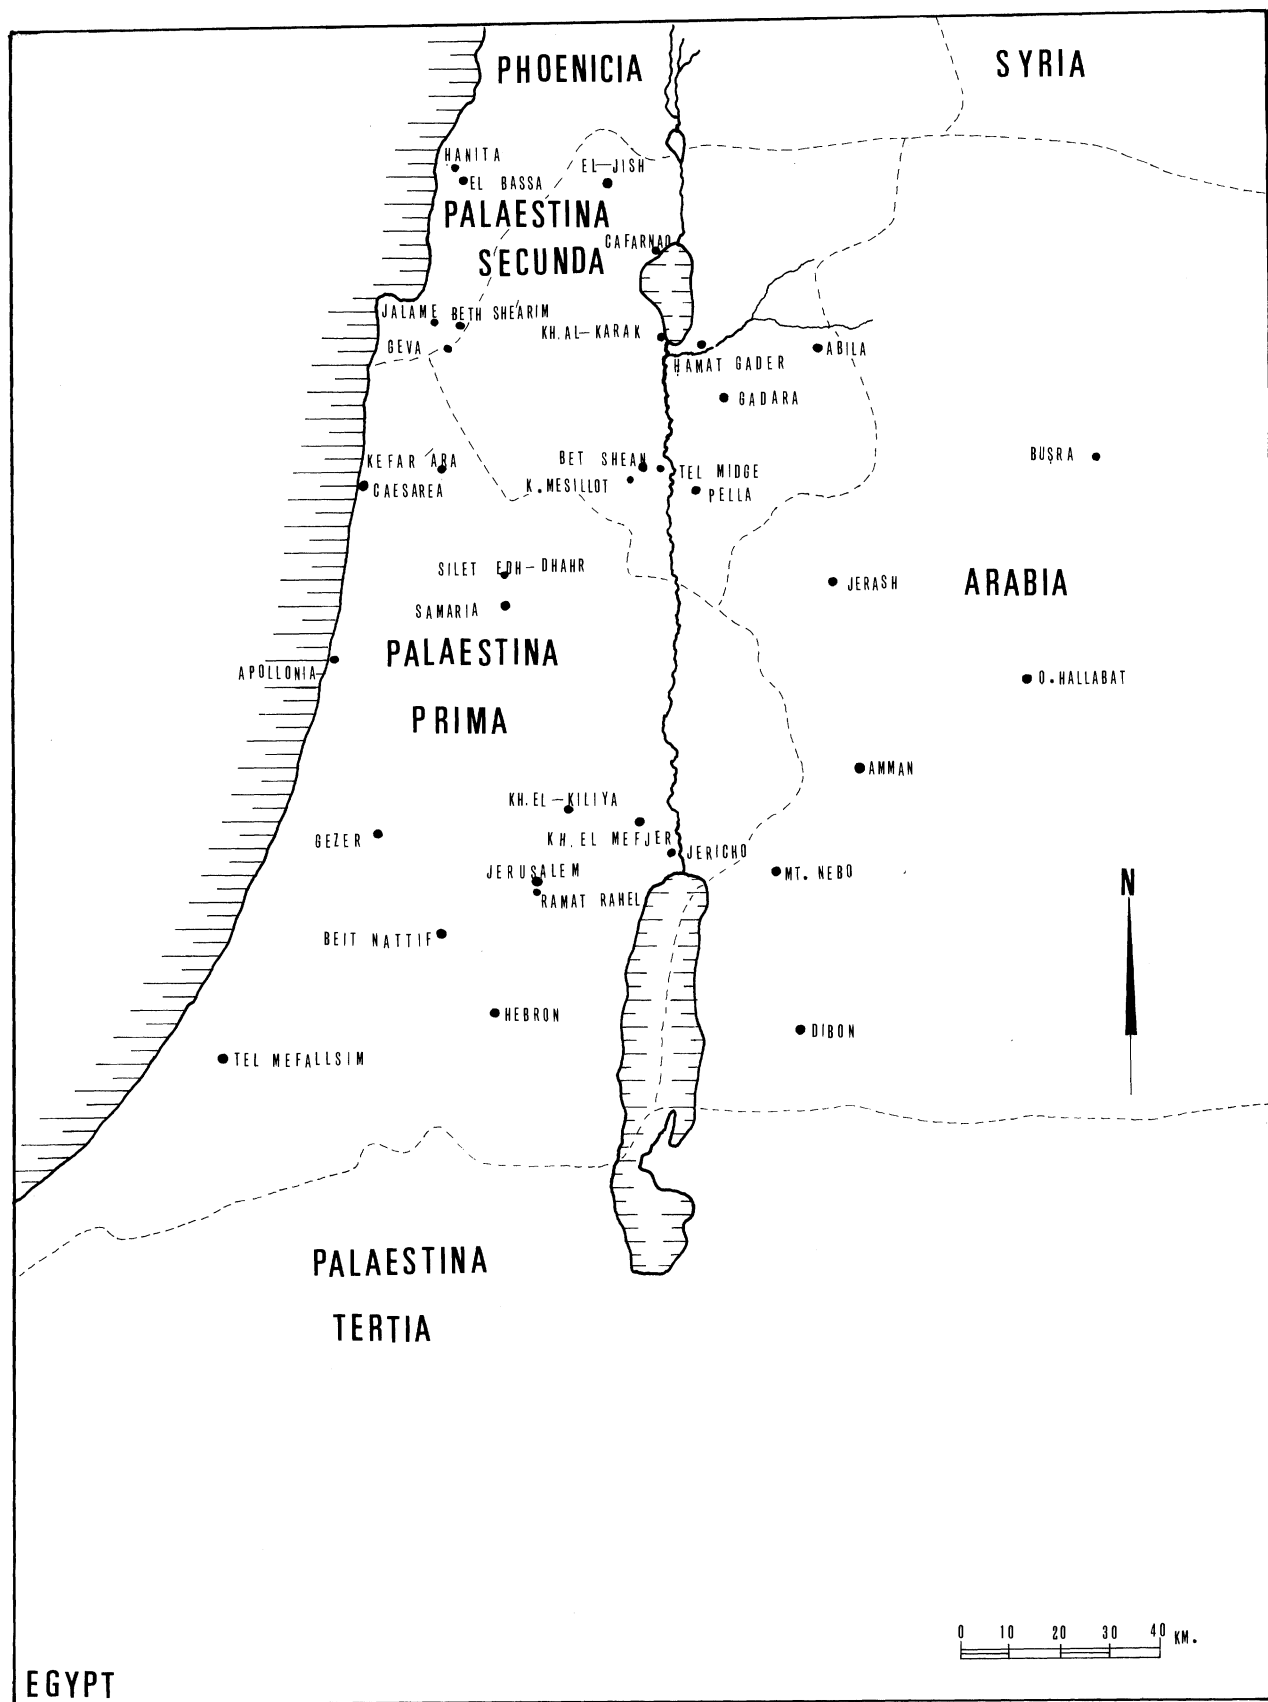 PHOENICIA
SYRIA
HANITA
EL-JISH
EL BASSA
PALAESTINA
SECUNDA
CAFARNAO
JALAME
BETH SHEARIM
KH. AL-KARAK
GEVA
ABILA
HAMAT GADER
GADARA
KEFAR 'ARA
BET SHEAN
BUṢRA
TEL MIDGE
K. MESILLOT
CAESAREA
PELLA
SILET EDH-DHAHR
JERASH
ARABIA
SAMARIA
PALAESTINA
APOLLONIA
O. HALLABAT
PRIMA
AMMAN
KH. EL-KILIYA
GEZER
KH. EL MEFJER
JERICHO
JERUSALEM
MT. NEBO
N
RAMAT RAHEL
BEIT NATTIF
HEBRON
DIBON
TEL MEFALLSIM
PALAESTINA
TERTIA
0 10 20 30 40 KM.
EGYPT